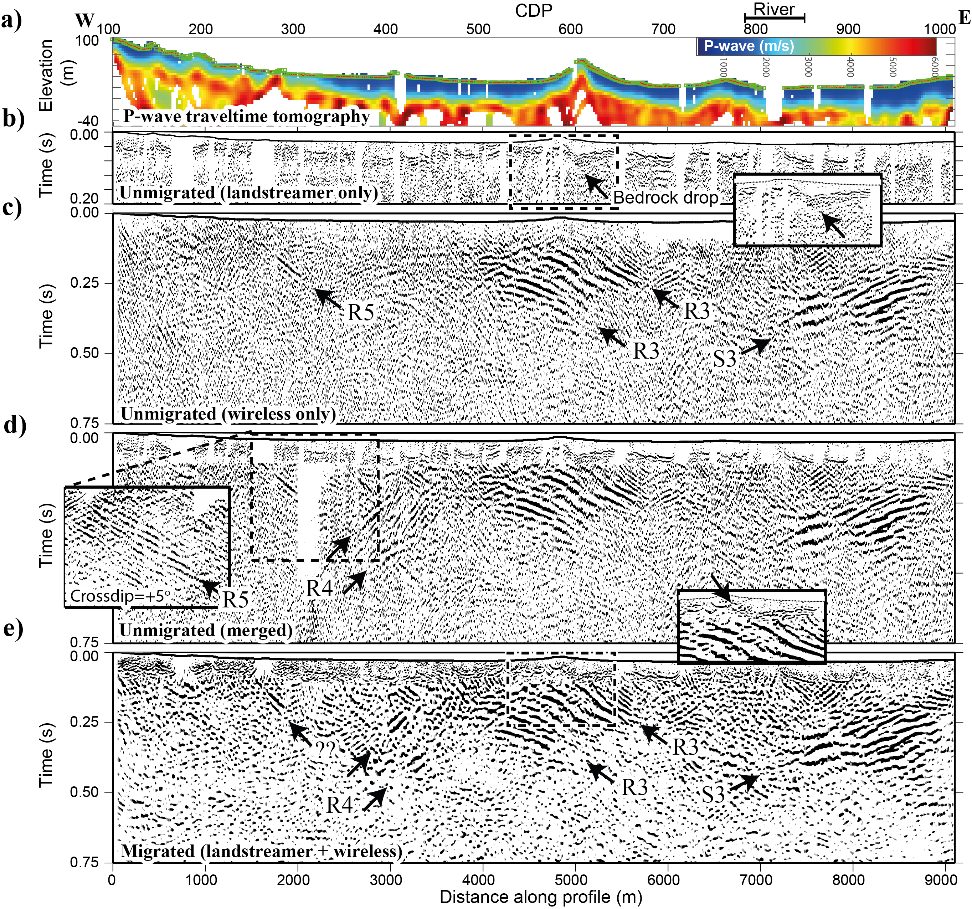 CDP
River
a) W E
100 200 300 400 500 600 700 800 900 1000
100
Elevation (m)
-40
P-wave (m/s)
1000 2000 3000 4000 5000 6000
P-wave traveltime tomography
b)
0.00
Time (s)
0.20
Unmigrated (landstreamer only)
Bedrock drop
c)
0.00
0.25
0.50
0.75
Time (s)
R5
R3
R3
S3
Unmigrated (wireless only)
d)
0.00
Time (s)
0.75
R4
R5
Crossdip=+5
Unmigrated (merged)
e)
0.00
0.25
0.50
0.75
Time (s)
??
R3
R4
R3
S3
Migrated (landstreamer + wireless)
0 1000 2000 3000 4000 5000 6000 7000 8000 9000
Distance along profile (m)